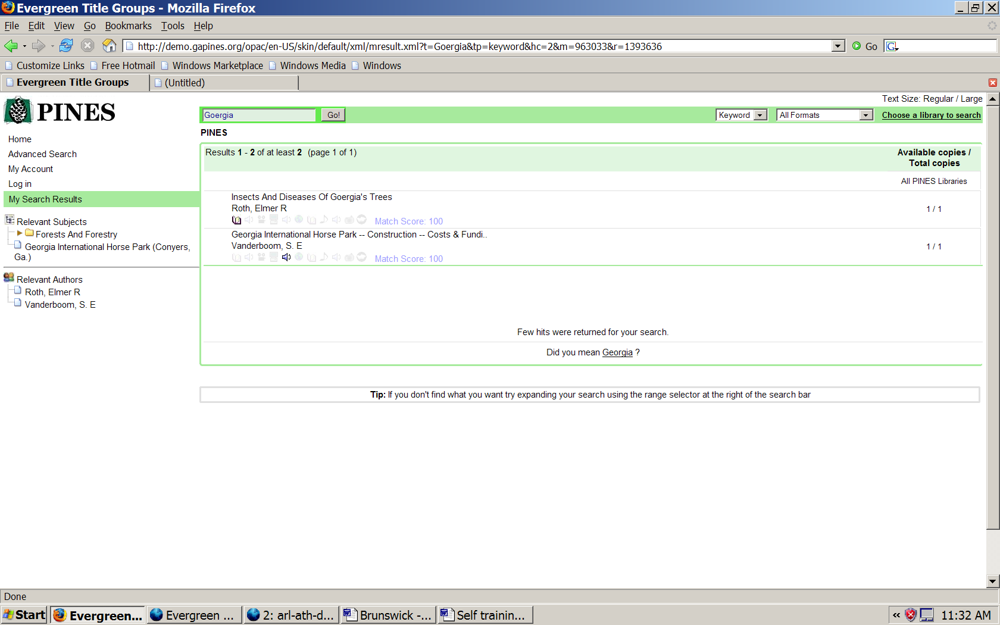 Evergreen Title Groups - Mozilla Firefox
File Edit View Go Bookmarks Tools Help
http://demo.gapines.org/opac/en-US/skin/default/xml/mresult.xml?t=Goergia&tp=keyword&hc=2&m=963033&r=1393636 Go
Customize Links Free Hotmail Windows Marketplace Windows Media Windows
Evergreen Title Groups (Untitled)
Text Size: Regular / Large
PINES
Goergia Go! Keyword All Formats Choose a library to search
PINES
Home
Advanced Search
My Account
Log in
My Search Results
Relevant Subjects
Forests And Forestry
Georgia International Horse Park (Conyers,
Ga.)
Relevant Authors
Roth, Elmer R
Vanderboom, S. E
Results 1 - 2 of at least 2 (page 1 of 1)
Available copies /
Total copies
All PINES Libraries
Insects And Diseases Of Goergia's Trees
Roth, Elmer R
Match Score: 100
1 / 1
Georgia International Horse Park -- Construction -- Costs & Fundi..
Vanderboom, S. E
Match Score: 100
1 / 1
Few hits were returned for your search.
Did you mean Georgia ?
Tip: If you don't find what you want try expanding your search using the range selector at the right of the search bar
Done
Start Evergreen... Evergreen ... 2: arl-ath-d... Brunswick -... Self trainin... « 11:32 AM